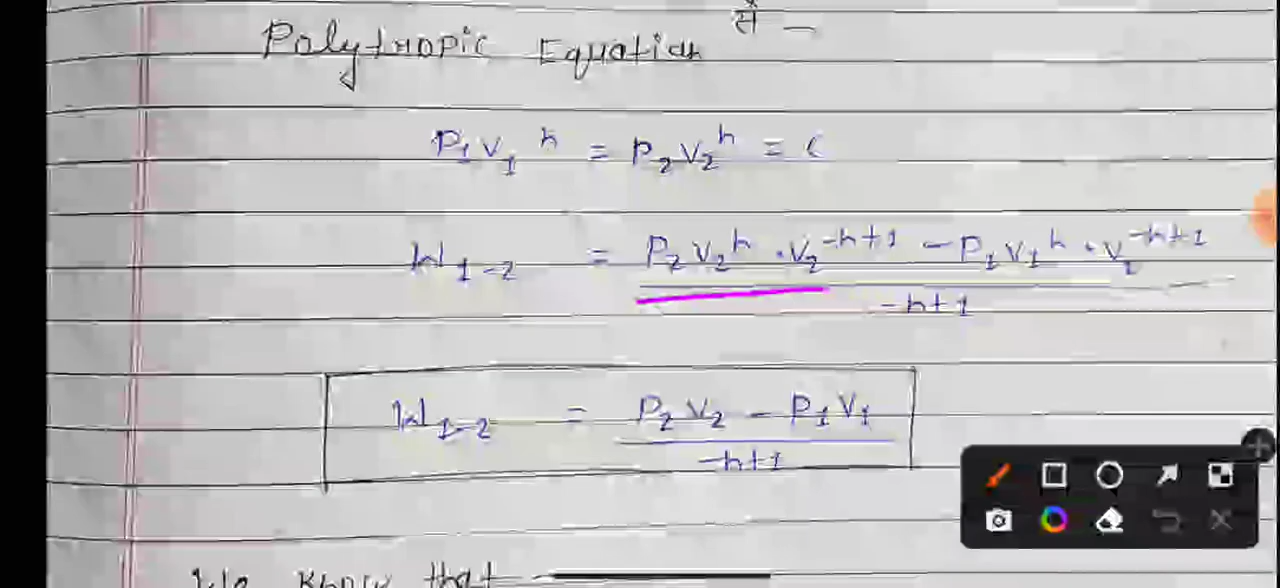 से –
Polytropic Equation
P₁V₁ⁿ = P₂V₂ⁿ = C
W₁₋₂ = (P₂V₂ⁿ · V₂⁻ⁿ⁺¹ – P₁V₁ⁿ · V₁⁻ⁿ⁺¹) / (-n+1)
W₁₋₂ = (P₂V₂ – P₁V₁) / (-n+1)
We know that